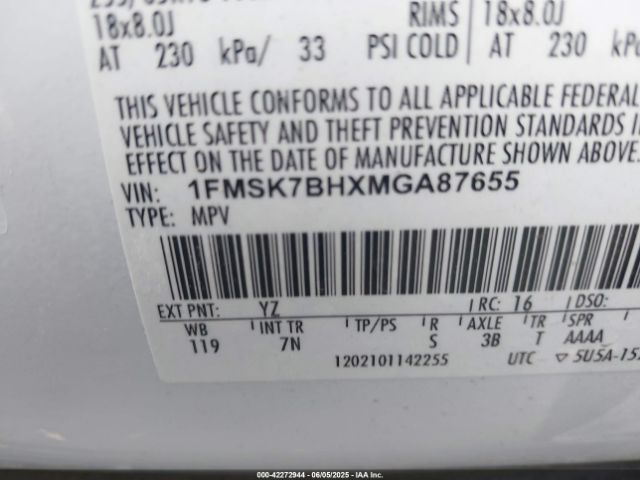 18x8.0J RIMS 18x8.0J
AT 230 kPa/ 33 PSI COLD AT 230
THIS VEHICLE CONFORMS TO ALL APPLICABLE FEDERAL
VEHICLE SAFETY AND THEFT PREVENTION STANDARDS
EFFECT ON THE DATE OF MANUFACTURE SHOWN ABOVE.
VIN: 1FMSK7BHXMGA87655
TYPE: MPV
EXT PNT: YZ RC: 16 DSO:
WB INT TR TP/PS R AXLE TR SPR
119 7N S 3B T AAAA
1202101142255 UTC ▽ 5U5A-152
000-42272944 - 06/05/2025 - IAA Inc.